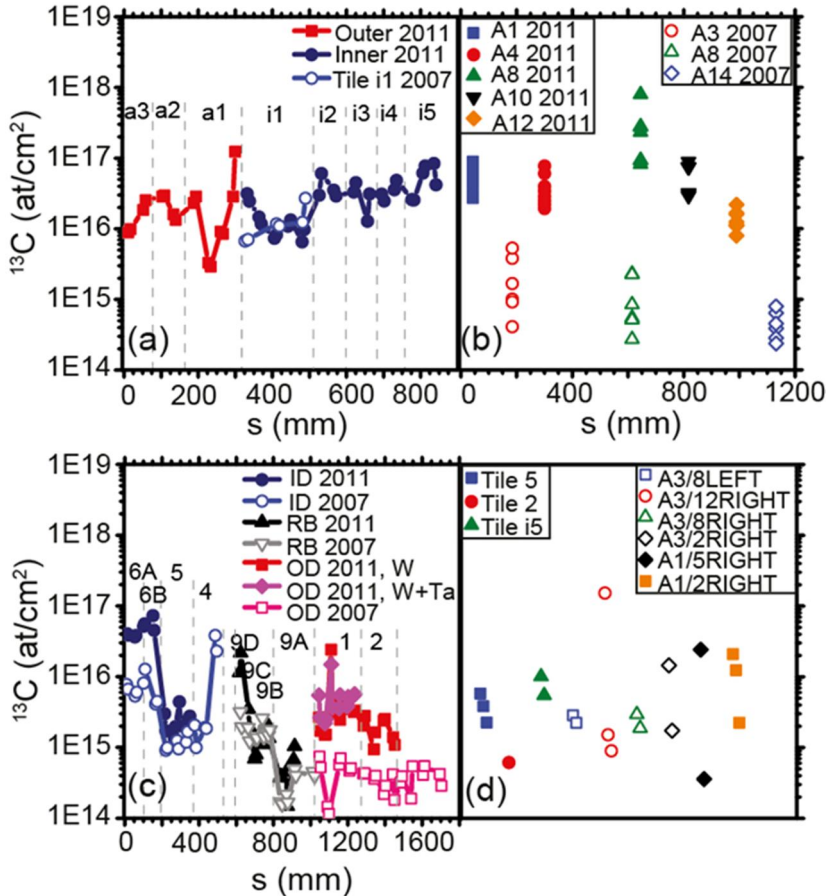 1E19
1E18
1E17
1E16
1E15
1E14
¹³C (at/cm²)
Outer 2011
Inner 2011
Tile i1 2007
a3 a2 a1 i1 i2 i3 i4 i5
(a)
0 200 400 600 800
s (mm)
A1 2011
A4 2011
A8 2011
A10 2011
A12 2011
A3 2007
A8 2007
A14 2007
(b)
0 400 800 1200
s (mm)
1E19
1E18
1E17
1E16
1E15
1E14
¹³C (at/cm²)
ID 2011
ID 2007
RB 2011
RB 2007
OD 2011, W
OD 2011, W+Ta
OD 2007
6A 5 4
6B
9D 9A 1 2
9C
9B
(c)
0 400 800 1200 1600
s (mm)
Tile 5
Tile 2
Tile i5
A3/8LEFT
A3/12RIGHT
A3/8RIGHT
A3/2RIGHT
A1/5RIGHT
A1/2RIGHT
(d)